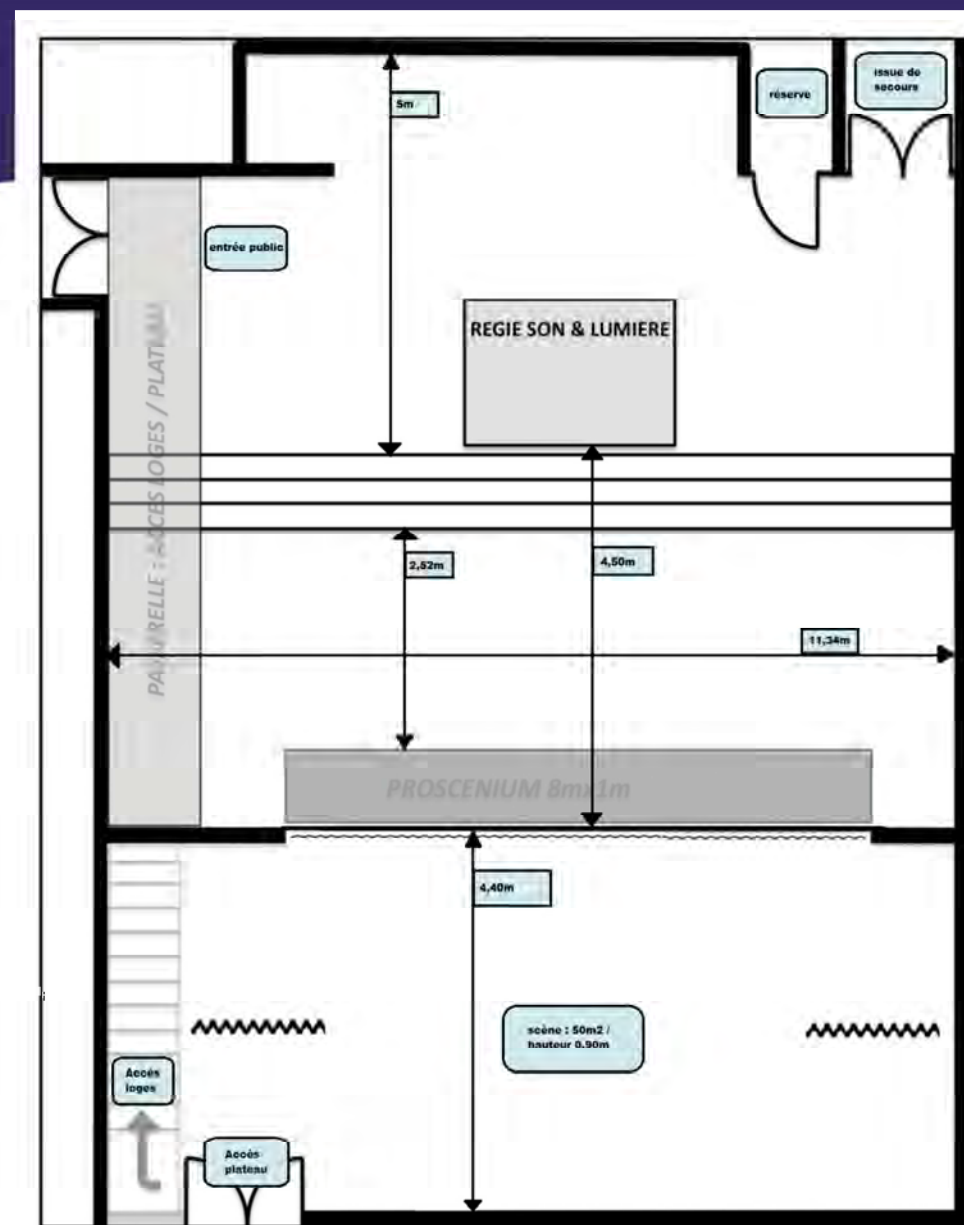 issue de
secours
réserve
5m
entrée public
REGIE SON & LUMIERE
PASSERELLE : ACCES LOGES / PLATEAU
2,52m
4,50m
11,34m
PROSCENIUM 8mx1m
4,40m
scène : 50m2 /
hauteur 0.90m
Accès
loges
Accès
plateau